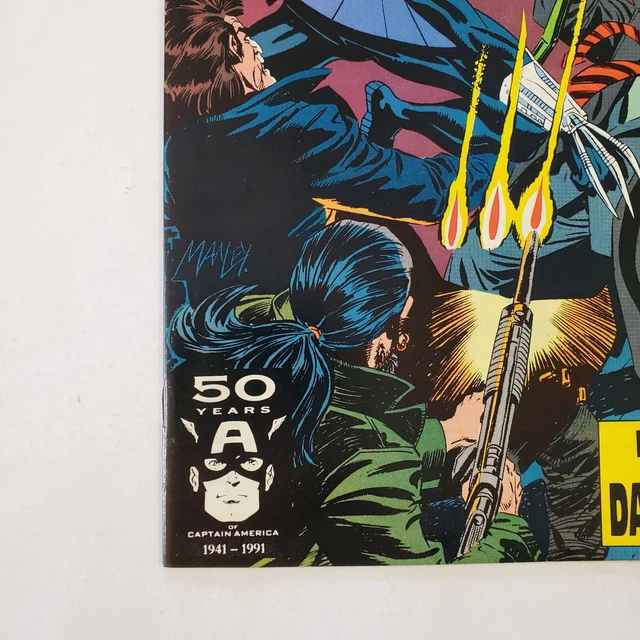 MANLEY.
50
YEARS
A
OF
CAPTAIN AMERICA
1941 – 1991
DA